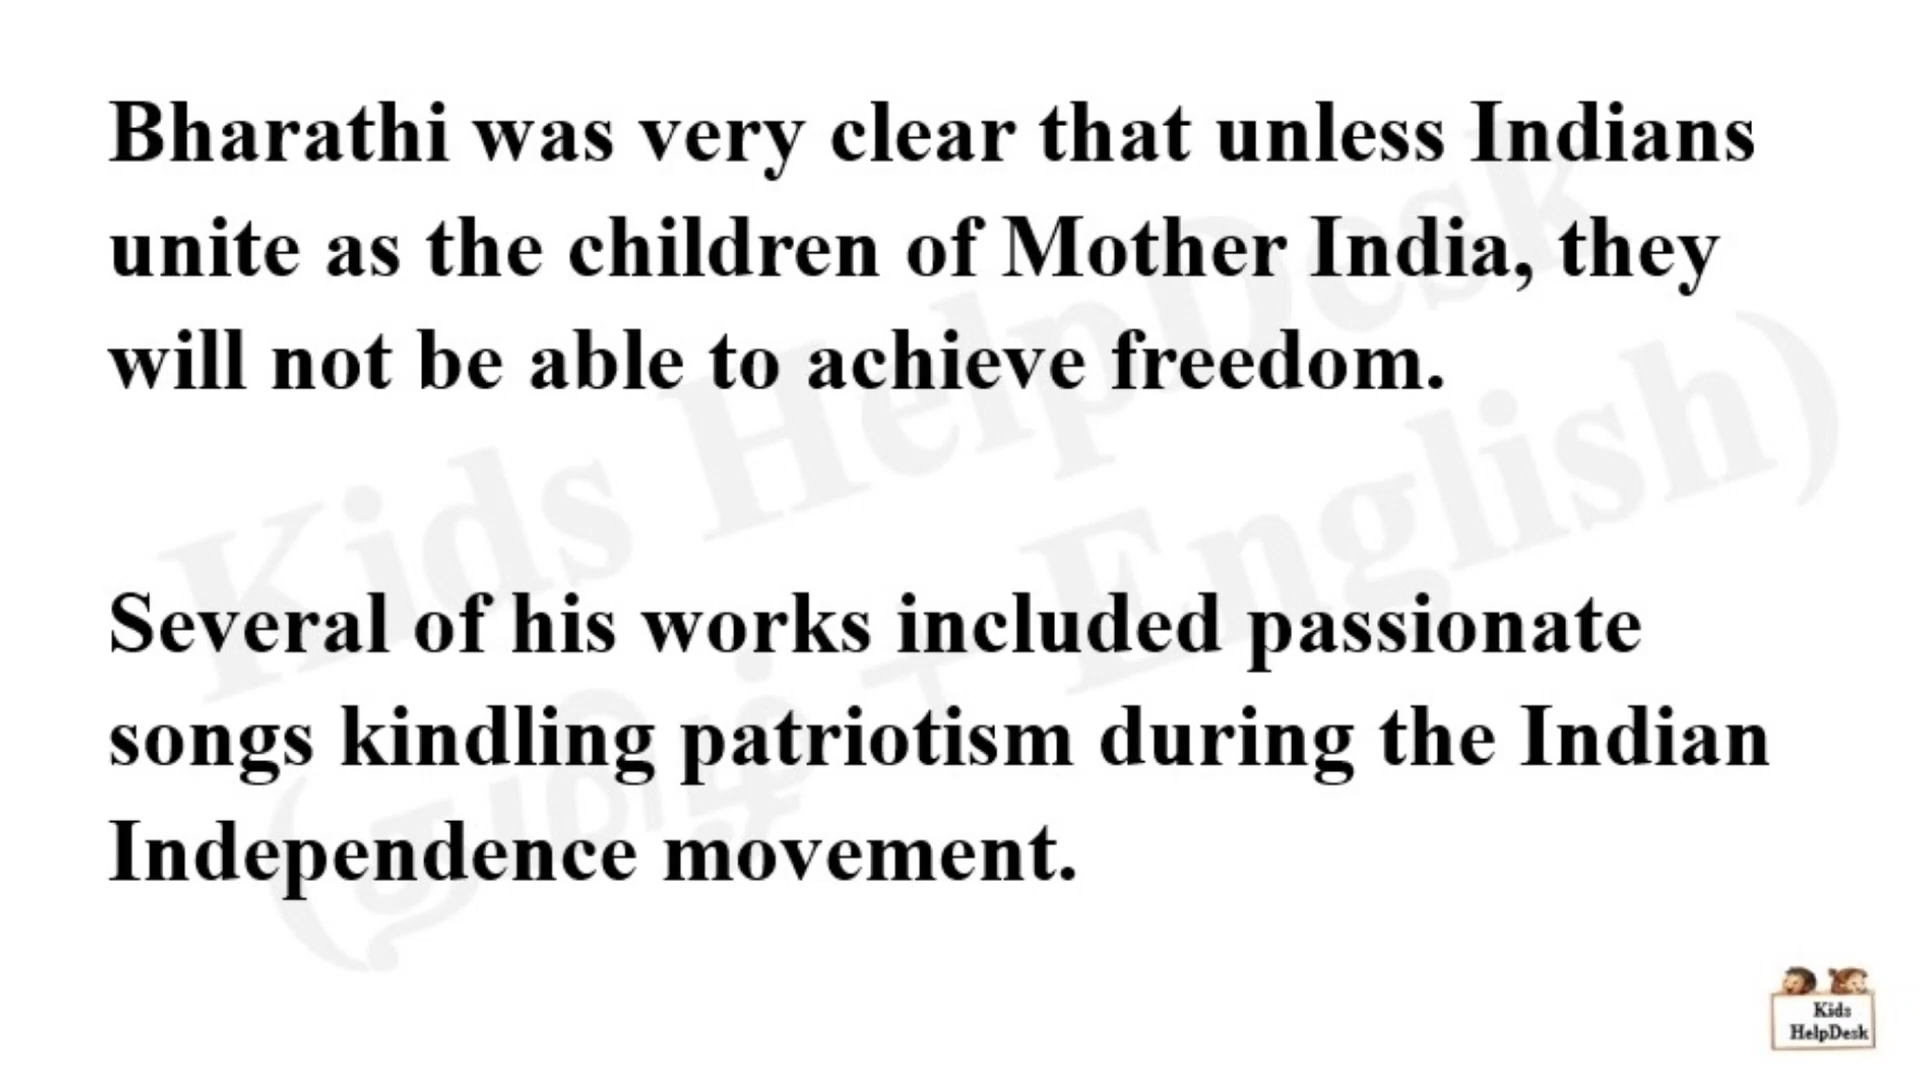 Bharathi was very clear that unless Indians
unite as the children of Mother India, they
will not be able to achieve freedom.
Several of his works included passionate
songs kindling patriotism during the Indian
Independence movement.
Kids HelpDesk
(தமிழ் + English)
Kids
HelpDesk